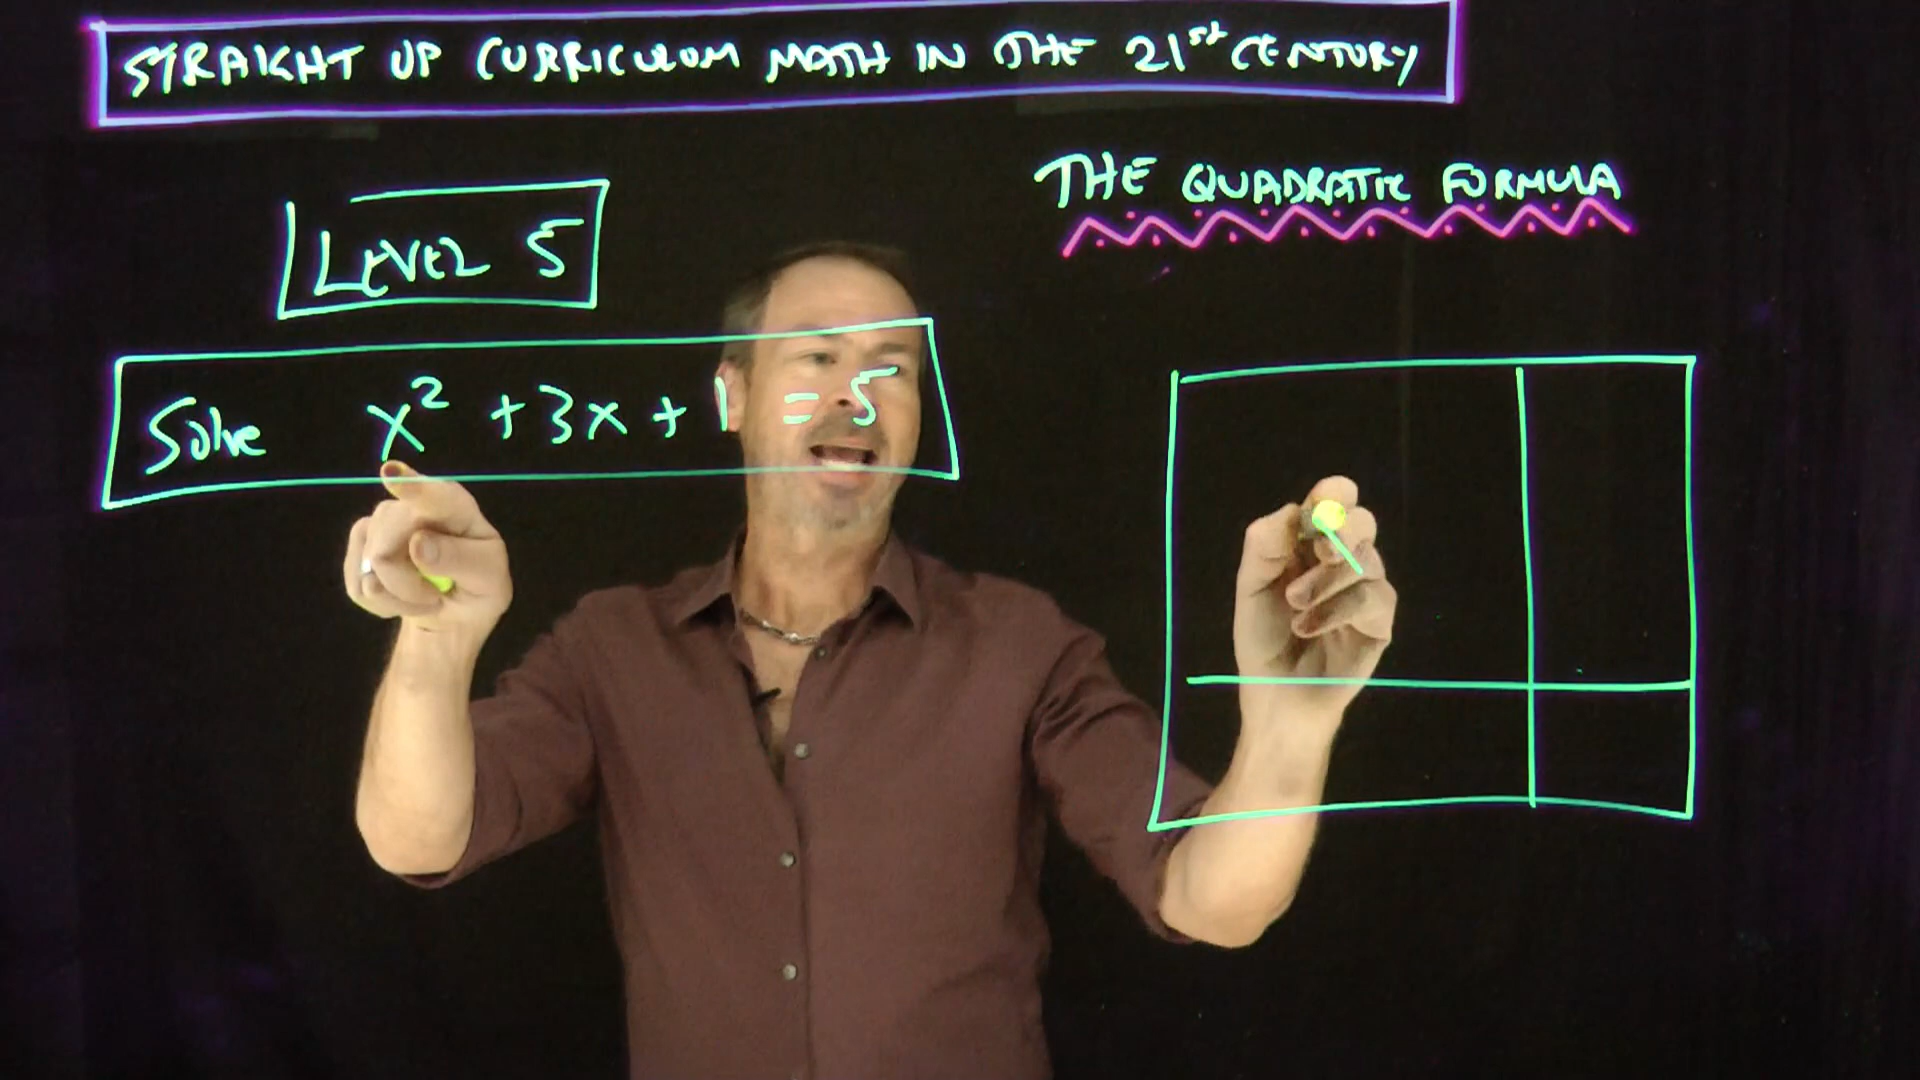 STRAIGHT UP CURRICULUM MATH IN THE 21st CENTURY
THE QUADRATIC FORMULA
LEVEL 5
Solve x² + 3x + 1 = 5